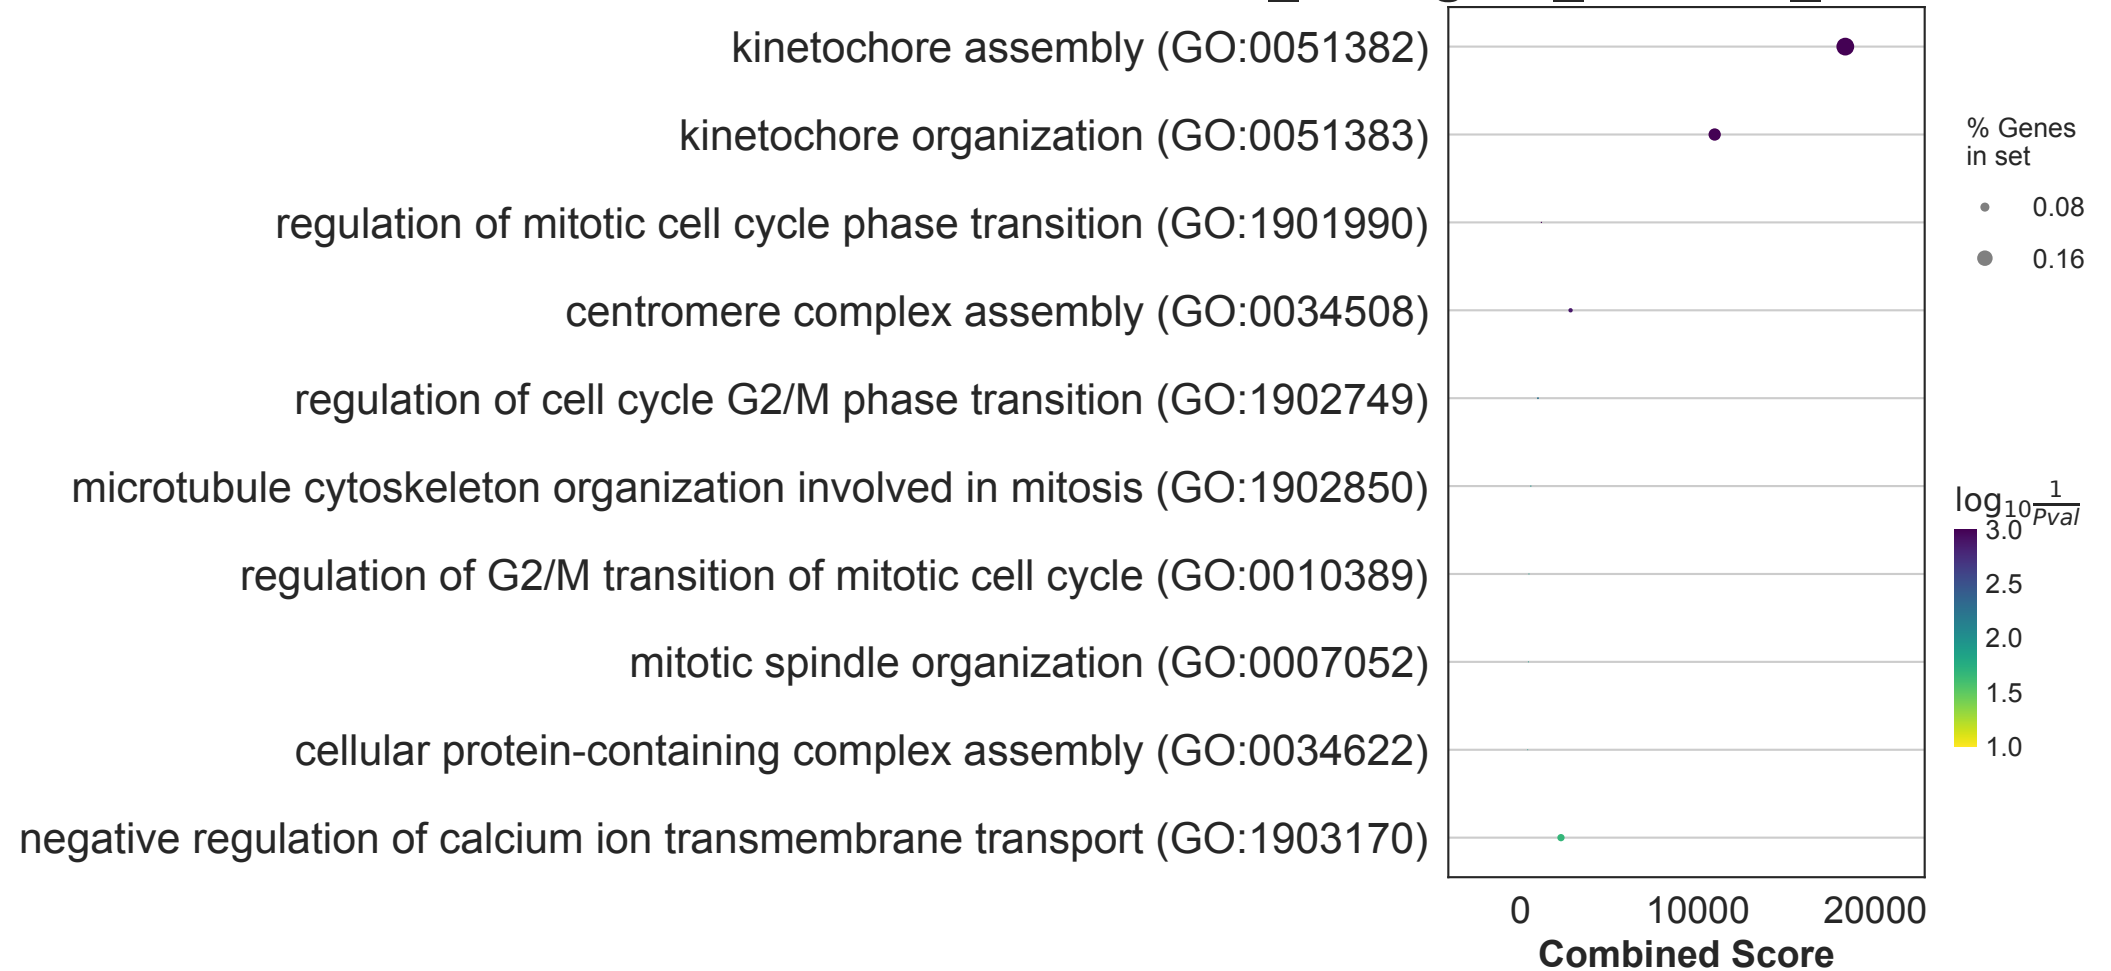 kinetochore assembly (GO:0051382)
kinetochore organization (GO:0051383)
regulation of mitotic cell cycle phase transition (GO:1901990)
centromere complex assembly (GO:0034508)
regulation of cell cycle G2/M phase transition (GO:1902749)
microtubule cytoskeleton organization involved in mitosis (GO:1902850)
regulation of G2/M transition of mitotic cell cycle (GO:0010389)
mitotic spindle organization (GO:0007052)
cellular protein-containing complex assembly (GO:0034622)
negative regulation of calcium ion transmembrane transport (GO:1903170)
0 10000 20000
Combined Score
% Genes
in set
0.08
0.16
log₁₀ 1/Pval
3.0
2.5
2.0
1.5
1.0